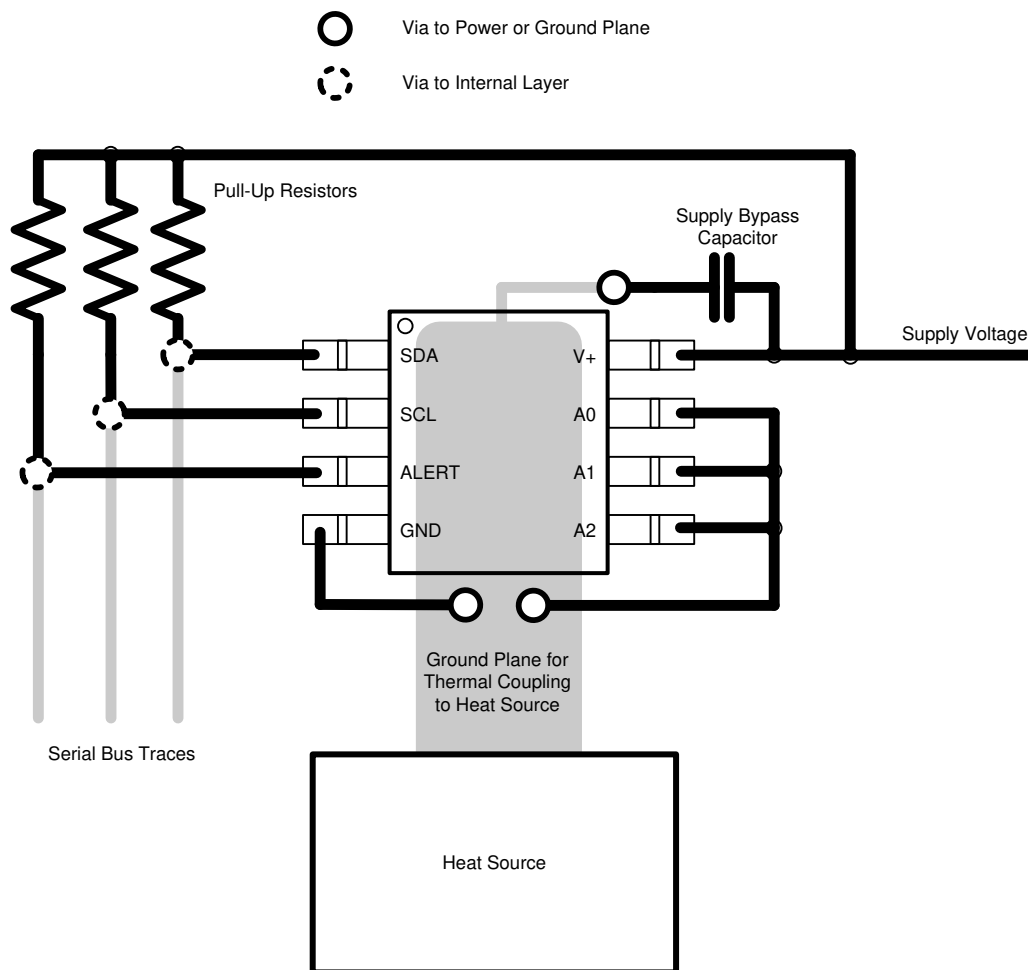 Via to Power or Ground Plane
Via to Internal Layer
Pull-Up Resistors
Supply Bypass
Capacitor
Supply Voltage
SDA
V+
SCL
A0
ALERT
A1
GND
A2
Ground Plane for
Thermal Coupling
to Heat Source
Serial Bus Traces
Heat Source